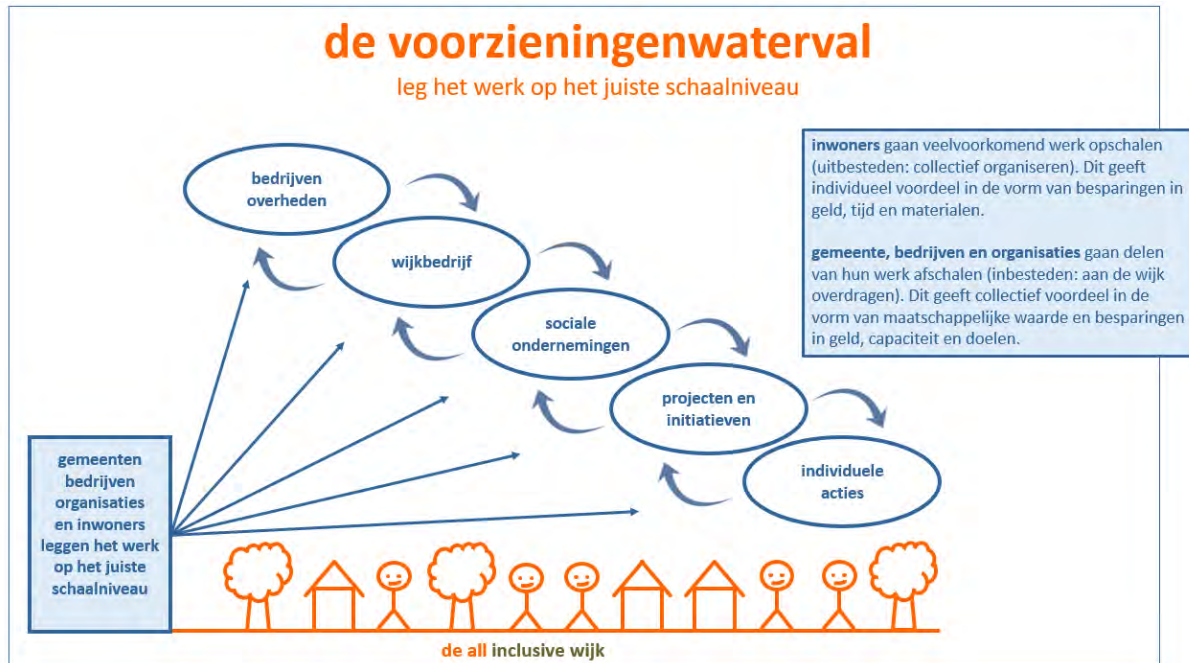 de voorzieningenwaterval
leg het werk op het juiste schaalniveau
bedrijven
overheden
wijkbedrijf
sociale
ondernemingen
projecten en
initiatieven
individuele
acties
inwoners gaan veelvoorkomend werk opschalen
(uitbesteden: collectief organiseren). Dit geeft
individueel voordeel in de vorm van besparingen in
geld, tijd en materialen.
gemeente, bedrijven en organisaties gaan delen
van hun werk afschalen (inbesteden: aan de wijk
overdragen). Dit geeft collectief voordeel in de
vorm van maatschappelijke waarde en besparingen
in geld, capaciteit en doelen.
gemeenten
bedrijven
organisaties
en inwoners
leggen het werk
op het juiste
schaalniveau
de all inclusive wijk